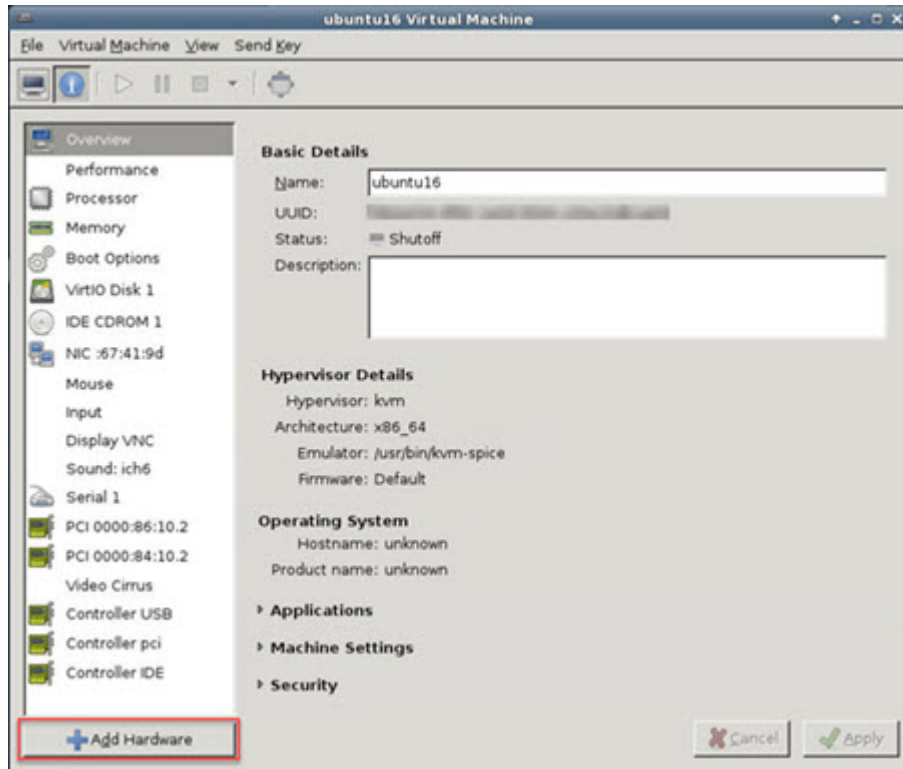 ubuntu16 Virtual Machine
File Virtual Machine View Send Key
Overview
Performance
Processor
Memory
Boot Options
VirtIO Disk 1
IDE CDROM 1
NIC :67:41:9d
Mouse
Input
Display VNC
Sound: ich6
Serial 1
PCI 0000:86:10.2
PCI 0000:84:10.2
Video Cirrus
Controller USB
Controller pci
Controller IDE
Add Hardware
Basic Details
Name: ubuntu16
UUID:
Status: Shutoff
Description:
Hypervisor Details
Hypervisor: kvm
Architecture: x86_64
Emulator: /usr/bin/kvm-spice
Firmware: Default
Operating System
Hostname: unknown
Product name: unknown
Applications
Machine Settings
Security
Cancel Apply